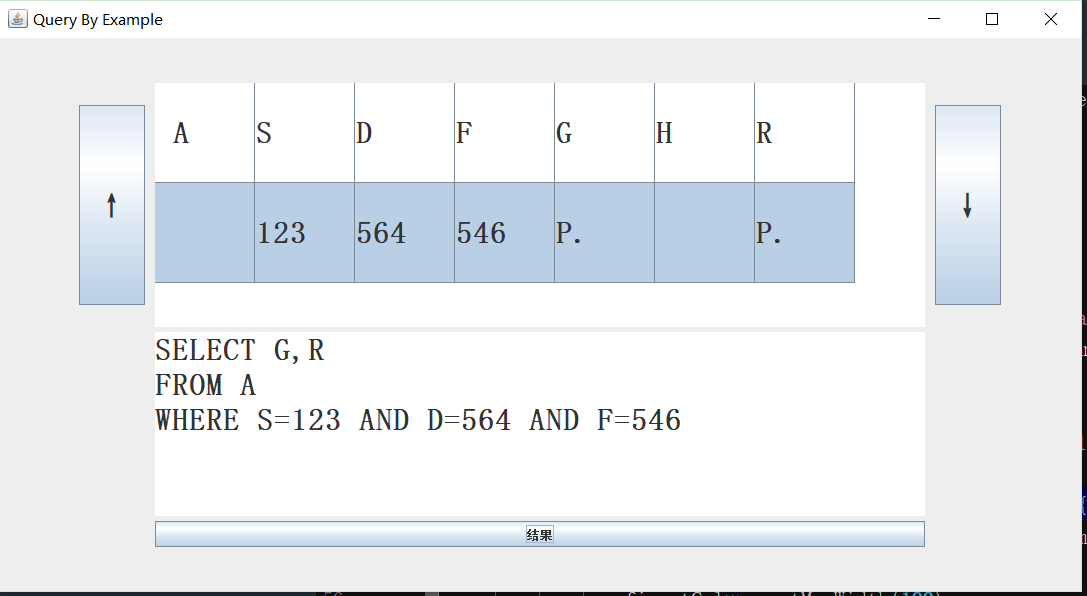 Query By Example
A S D F G H R
↑ ↓
123 564 546 P. P.
SELECT G,R
FROM A
WHERE S=123 AND D=564 AND F=546
结果